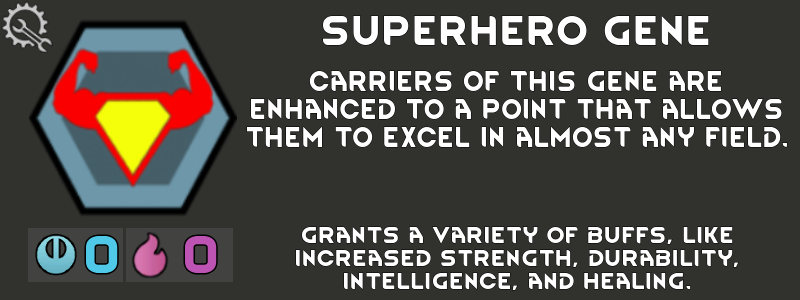 SUPERHERO GENE
CARRIERS OF THIS GENE ARE
ENHANCED TO A POINT THAT ALLOWS
THEM TO EXCEL IN ALMOST ANY FIELD.
0 0
GRANTS A VARIETY OF BUFFS, LIKE
INCREASED STRENGTH, DURABILITY,
INTELLIGENCE, AND HEALING.